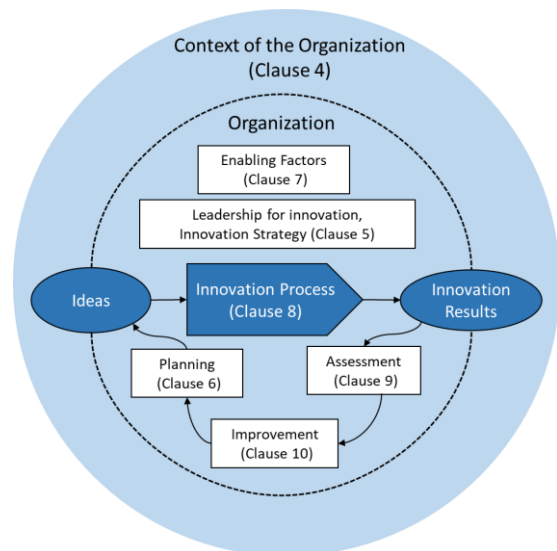 Context of the Organization
(Clause 4)
Organization
Enabling Factors
(Clause 7)
Leadership for innovation,
Innovation Strategy (Clause 5)
Ideas
Innovation Process
(Clause 8)
Innovation
Results
Planning
(Clause 6)
Assessment
(Clause 9)
Improvement
(Clause 10)